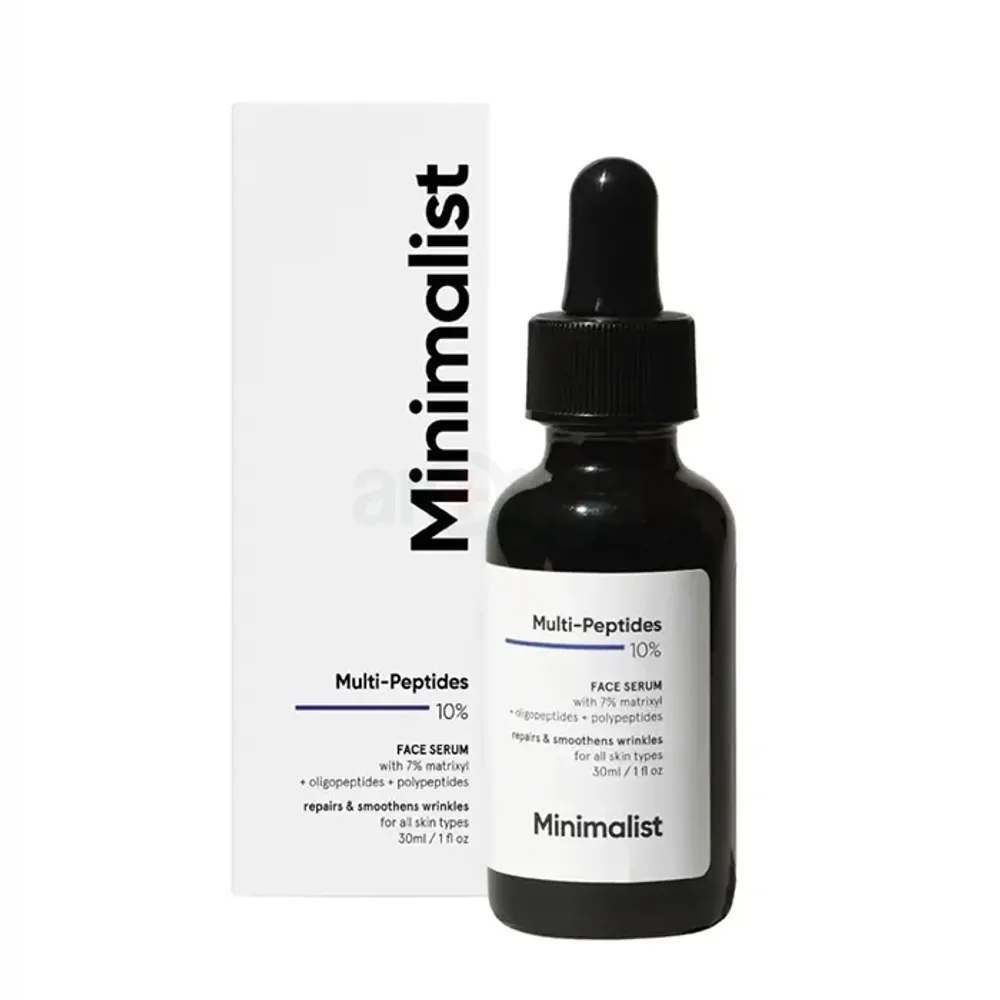 Minimalist
Multi-Peptides
10%
FACE SERUM
with 7% matrixyl
+ oligopeptides + polypeptides
repairs & smoothens wrinkles
for all skin types
30ml / 1 fl oz
Multi-Peptides
10%
FACE SERUM
with 7% matrixyl
+ oligopeptides + polypeptides
repairs & smoothens wrinkles
for all skin types
30ml / 1 fl oz
Minimalist